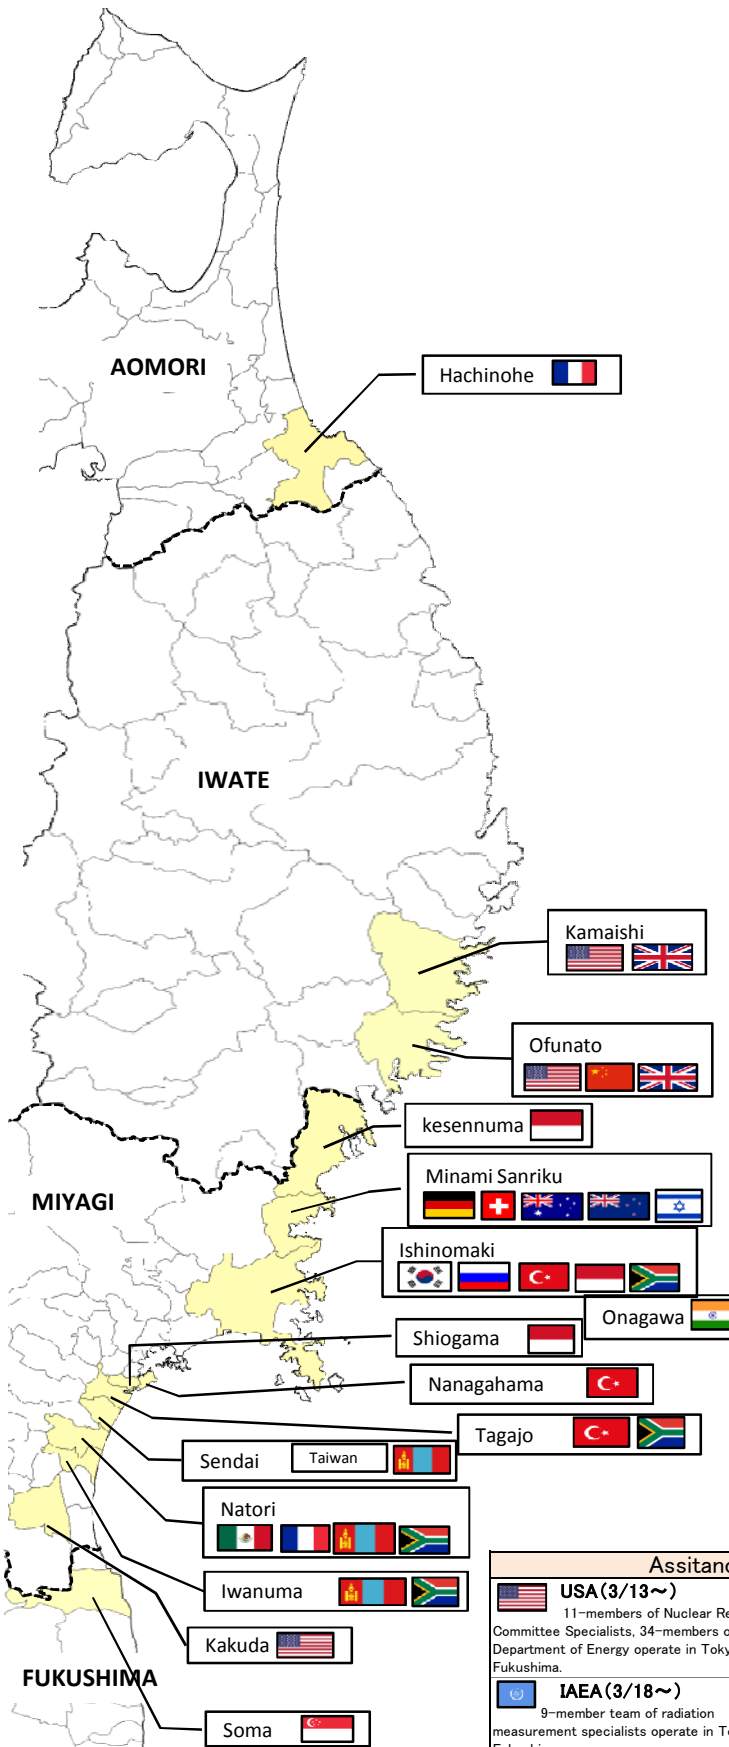 AOMORI
Hachinohe
IWATE
Kamaishi
Ofunato
kesennuma
Minami Sanriku
MIYAGI
Ishinomaki
Onagawa
Shiogama
Nanagahama
Tagajo
Sendai Taiwan
Natori
Iwanuma
Kakuda
FUKUSHIMA
Soma
USA(3/13~)
11-members of Nuclear
Committee Specialists, 34-members
Department of Energy operate in
Fukushima.
IAEA(3/18~)
9-member team of radiation
measurement specialists operate in